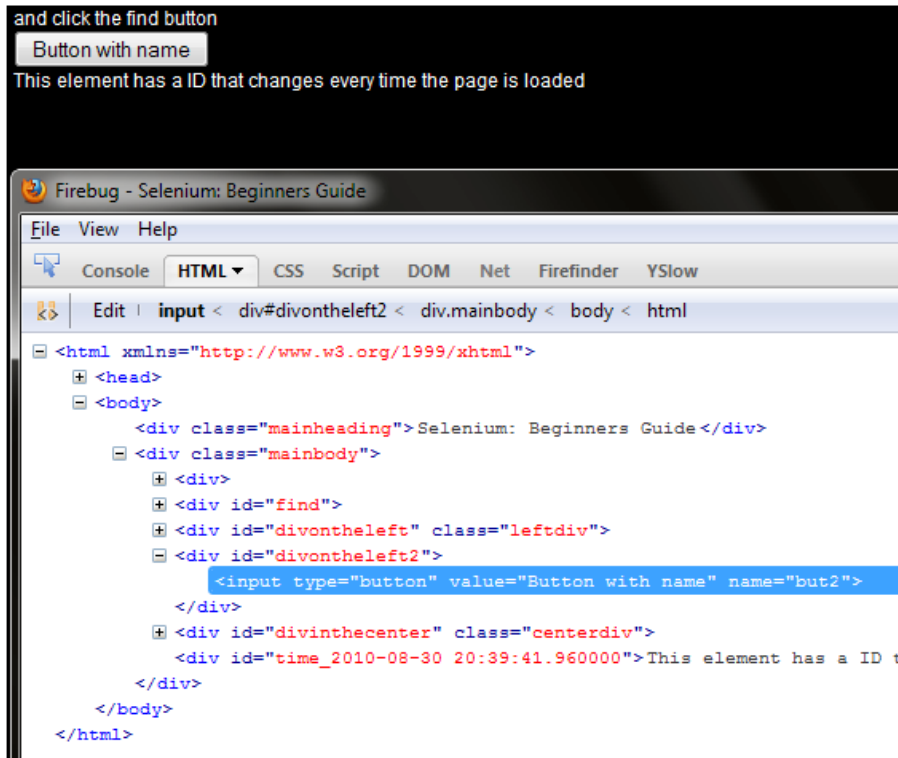 and click the find button
Button with name
This element has a ID that changes every time the page is loaded
Firebug - Selenium: Beginners Guide
File View Help
Console HTML CSS Script DOM Net Firefinder YSlow
Edit input < div#divontheleft2 < div.mainbody < body < html
<html xmlns="http://www.w3.org/1999/xhtml">
<head>
<body>
<div class="mainheading">Selenium: Beginners Guide</div>
<div class="mainbody">
<div>
<div id="find">
<div id="divontheleft" class="leftdiv">
<div id="divontheleft2">
<input type="button" value="Button with name" name="but2">
</div>
<div id="divinthecenter" class="centerdiv">
<div id="time_2010-08-30 20:39:41.960000">This element has a ID t
</div>
</body>
</html>